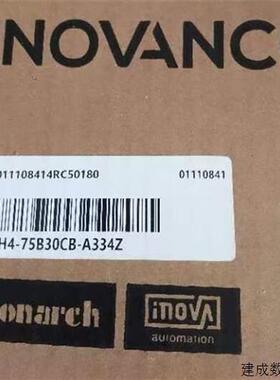 NOVANC
011108414RC50180 01110841
H4-75B30CB-A334Z
onarch
inovA
automation
建成数